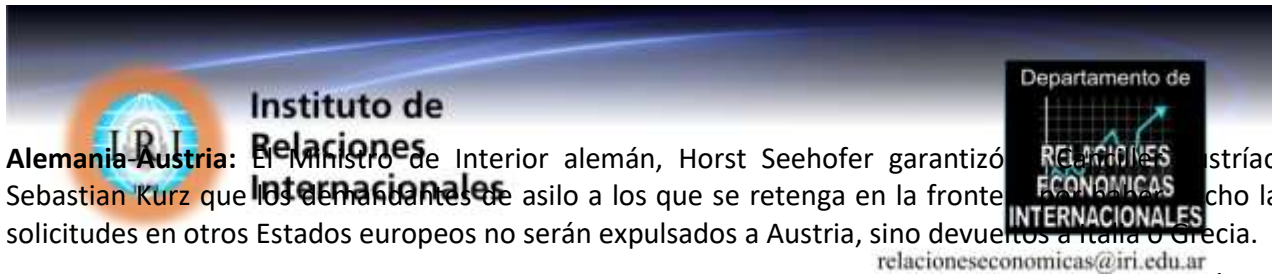 Departamento de
RELACIONES
ECONOMICAS
INTERNACIONALES
IRI
Instituto de
Relaciones
Internacionales
Alemania-Austria: El Ministro de Interior alemán, Horst Seehofer garantizó
Sebastian Kurz que los demandantes de asilo a los que se retenga en la
solicitudes en otros Estados europeos no serán expulsados a Austria, sino devueltos a Italia o Grecia.
relacioneseconomicas@iri.edu.ar